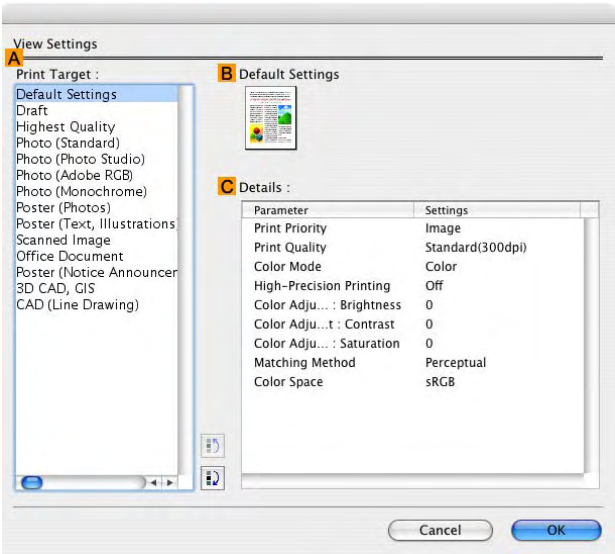 View Settings
A
Print Target :
Default Settings
Draft
Highest Quality
Photo (Standard)
Photo (Photo Studio)
Photo (Adobe RGB)
Photo (Monochrome)
Poster (Photos)
Poster (Text, Illustrations
Scanned Image
Office Document
Poster (Notice Announcer
3D CAD, GIS
CAD (Line Drawing)
B Default Settings
C Details :
Parameter Settings
Print Priority Image
Print Quality Standard(300dpi)
Color Mode Color
High-Precision Printing Off
Color Adju... : Brightness 0
Color Adju...t : Contrast 0
Color Adju... : Saturation 0
Matching Method Perceptual
Color Space sRGB
Cancel OK